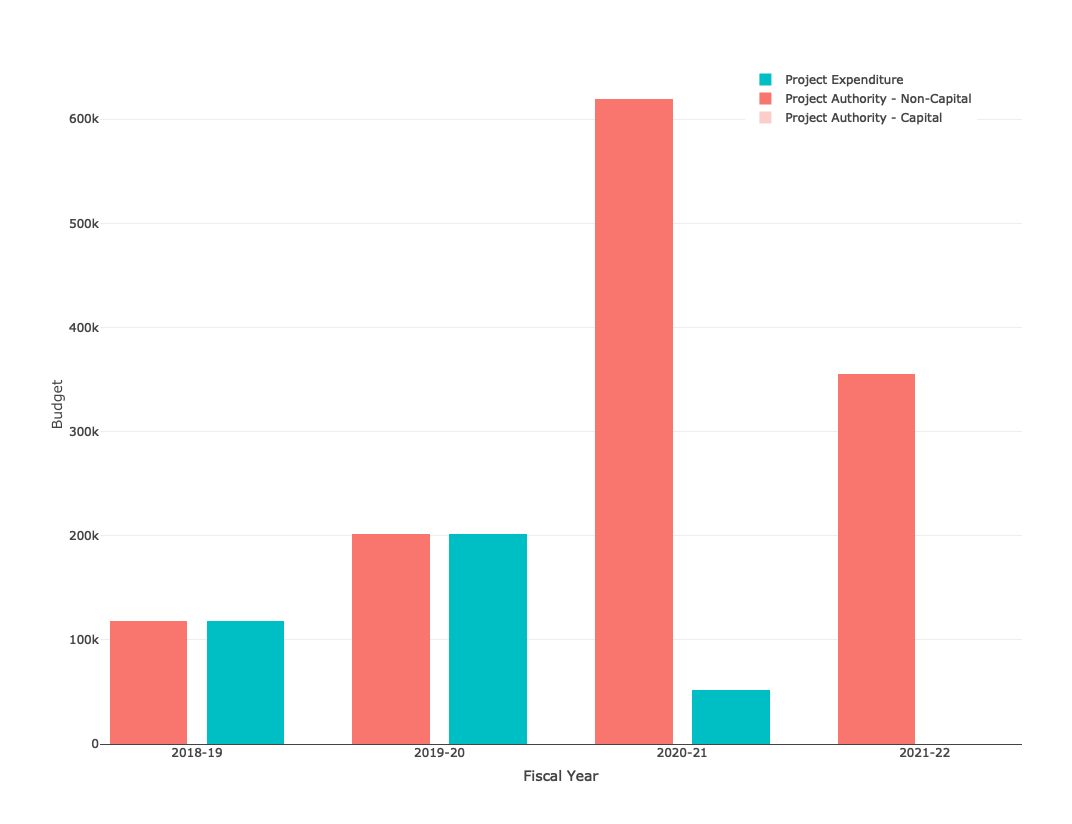 Project Expenditure
Project Authority - Non-Capital
Project Authority - Capital
600k
500k
400k
300k
200k
100k
0
Budget
2018-19 2019-20 2020-21 2021-22
Fiscal Year